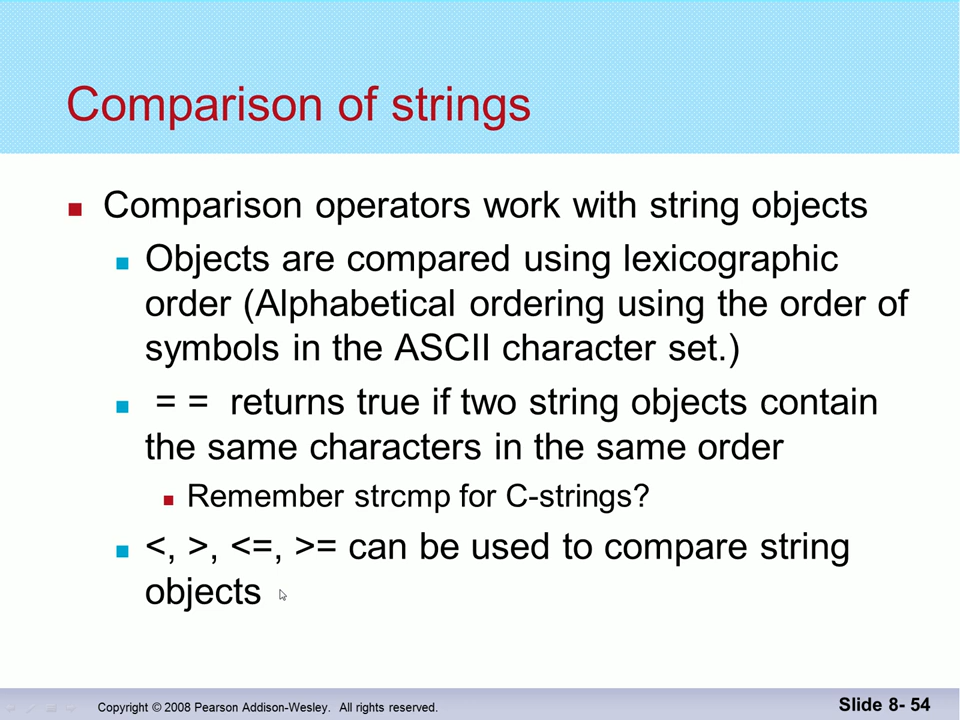 Comparison of strings
Comparison operators work with string objects
Objects are compared using lexicographic
order (Alphabetical ordering using the order of
symbols in the ASCII character set.)
= = returns true if two string objects contain
the same characters in the same order
Remember strcmp for C-strings?
<, >, <=, >= can be used to compare string
objects
Copyright © 2008 Pearson Addison-Wesley. All rights reserved.
Slide 8- 54